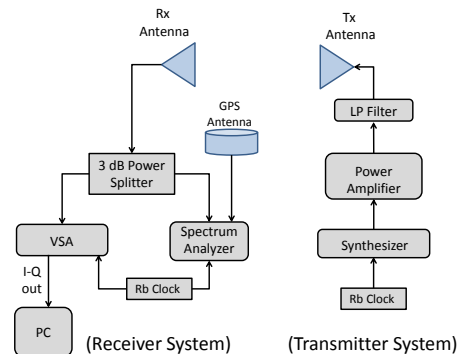 Rx
Antenna
GPS
Antenna
3 dB Power
Splitter
VSA
Spectrum
Analyzer
I-Q
out
Rb Clock
PC
(Receiver System)
Tx
Antenna
LP Filter
Power
Amplifier
Synthesizer
Rb Clock
(Transmitter System)